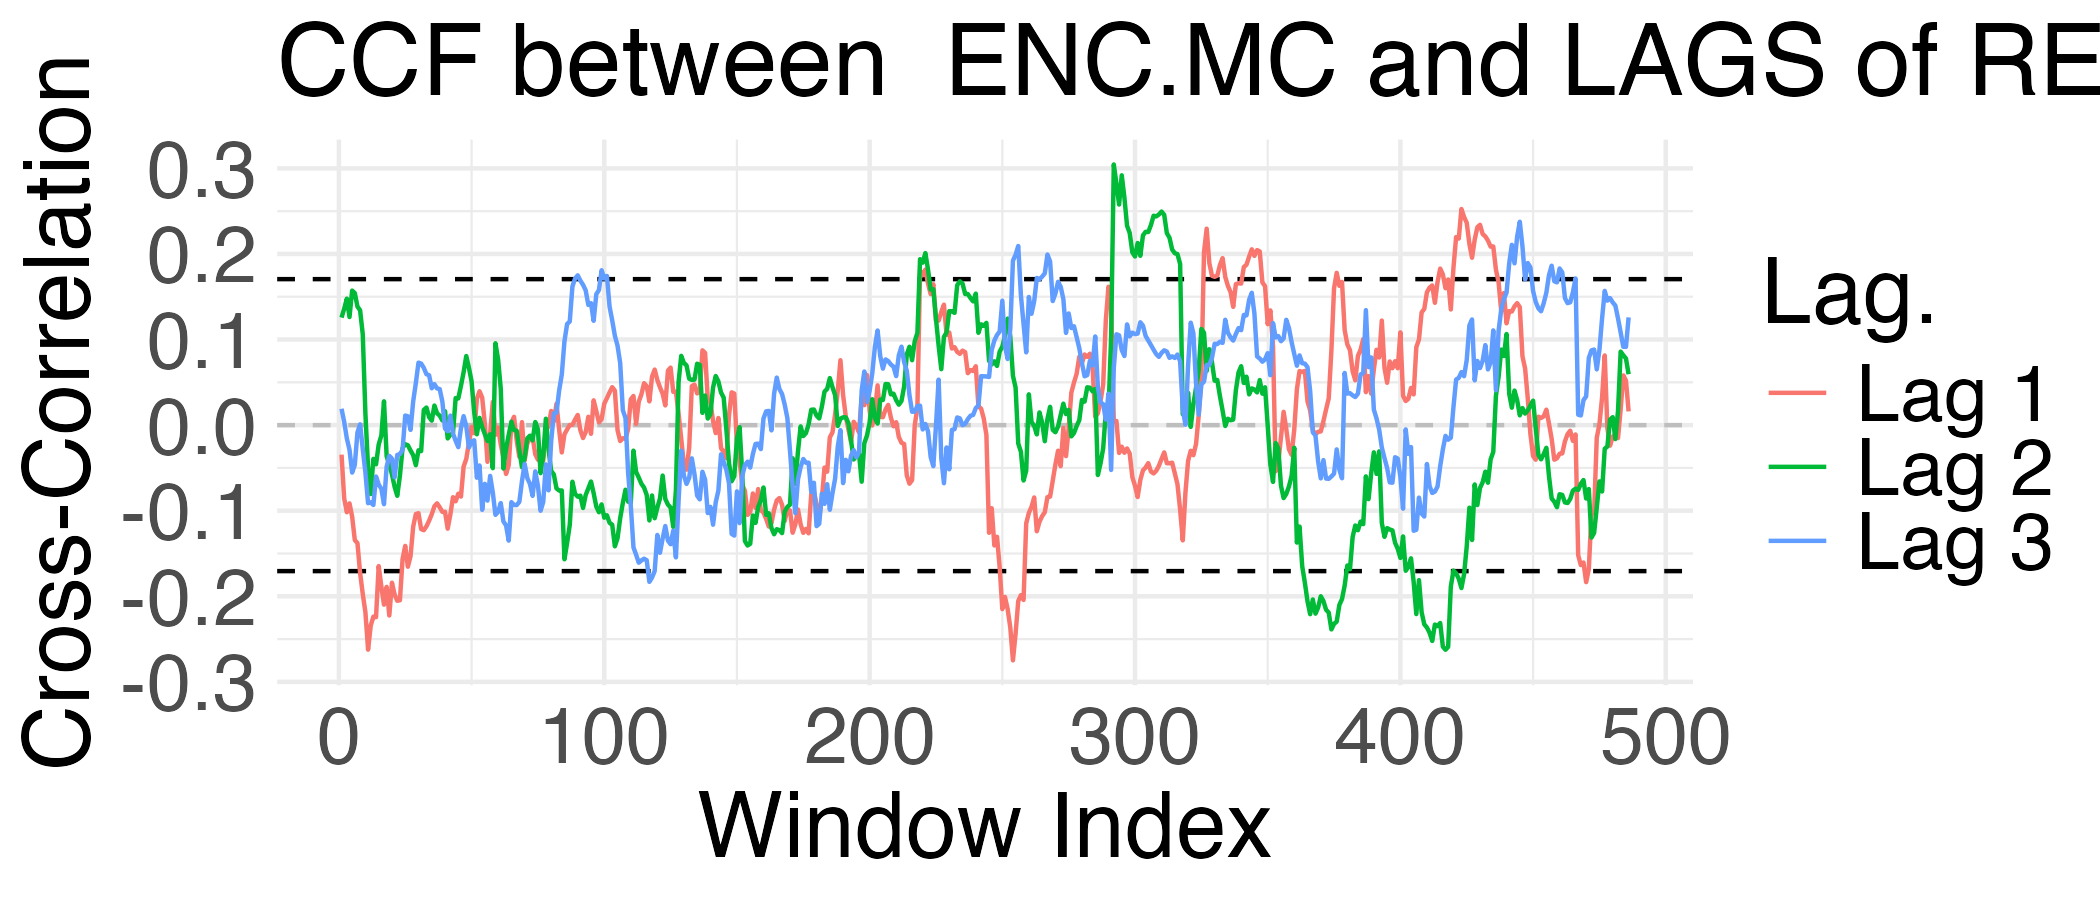 CCF between  ENC.MC and LAGS of RE
Cross-Correlation
0.3
0.2
0.1
0.0
-0.1
-0.2
-0.3
0 100 200 300 400 500
Window Index
Lag.
Lag 1
Lag 2
Lag 3